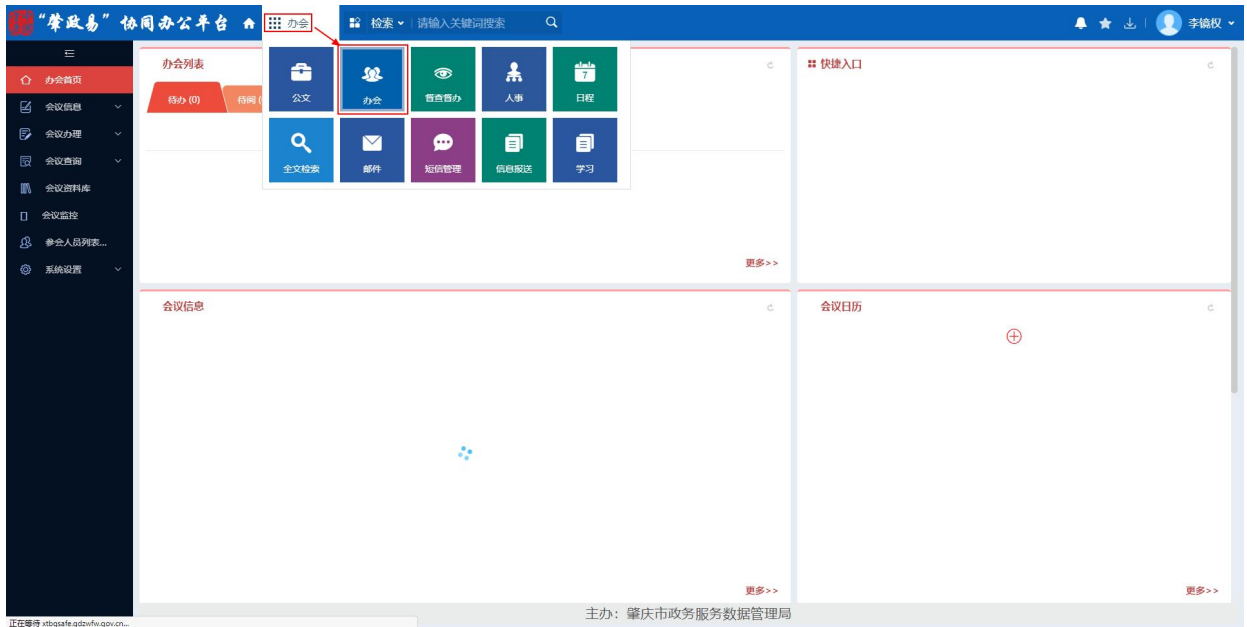 “肇政易”协同办公平台 办会 检索 请输入关键词搜索 李镝权
办会首页
会议信息
会议办理
会议查询
会议资料库
会议监控
参会人员列表...
系统设置
办会列表
待办 (0) 待阅 (
公文 办会 督查督办 人事 日程
7
全文检索 邮件 短信管理 信息报送 学习
更多>>
快捷入口
会议信息
更多>>
会议日历
更多>>
主办：肇庆市政务服务数据管理局
正在等待 xtbgsafe.gdzwfw.gov.cn...